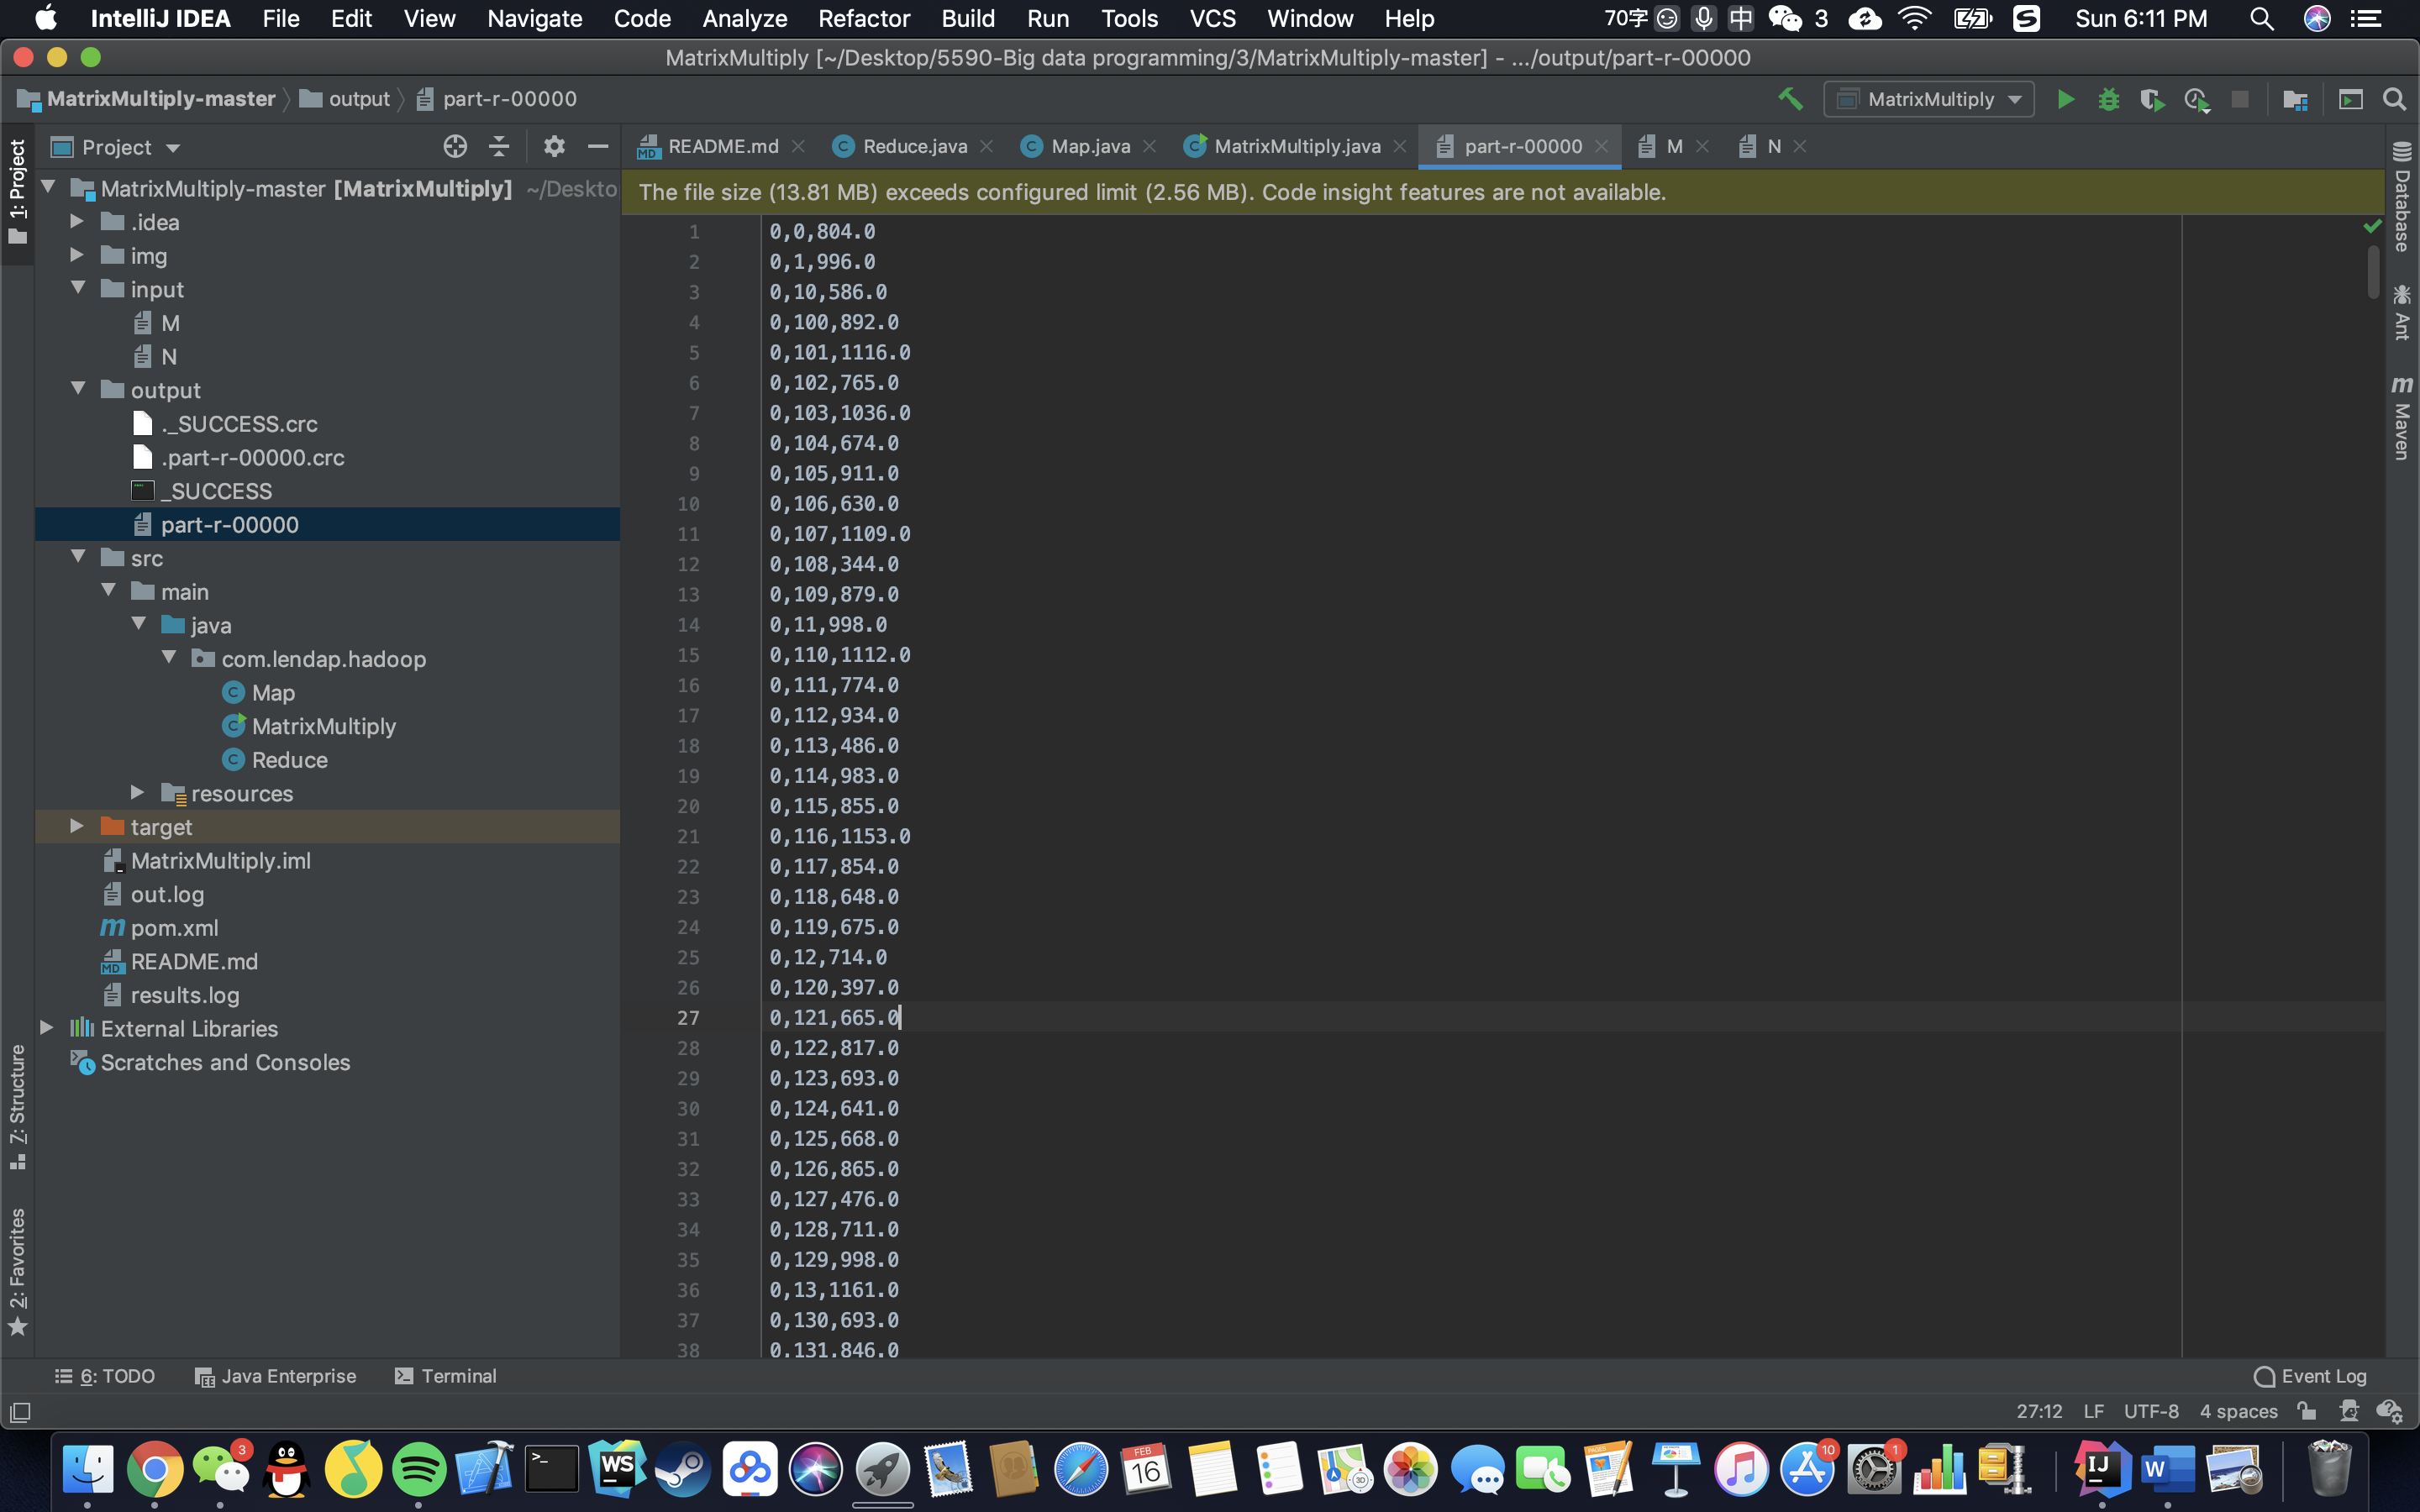 IntelliJ IDEA File Edit View Navigate Code Analyze Refactor Build Run Tools VCS Window Help 70字 中 3 Sun 6:11 PM
MatrixMultiply [~/Desktop/5590-Big data programming/3/MatrixMultiply-master] - .../output/part-r-00000
MatrixMultiply-master output part-r-00000 MatrixMultiply
Project README.md Reduce.java Map.java MatrixMultiply.java part-r-00000 M N
1: Project
7: Structure
2: Favorites
MatrixMultiply-master [MatrixMultiply] ~/Deskto
.idea
img
input
M
N
output
._SUCCESS.crc
.part-r-00000.crc
_SUCCESS
part-r-00000
src
main
java
com.lendap.hadoop
Map
MatrixMultiply
Reduce
resources
target
MatrixMultiply.iml
out.log
pom.xml
README.md
results.log
External Libraries
Scratches and Consoles
The file size (13.81 MB) exceeds configured limit (2.56 MB). Code insight features are not available.
1 0,0,804.0
2 0,1,996.0
3 0,10,586.0
4 0,100,892.0
5 0,101,1116.0
6 0,102,765.0
7 0,103,1036.0
8 0,104,674.0
9 0,105,911.0
10 0,106,630.0
11 0,107,1109.0
12 0,108,344.0
13 0,109,879.0
14 0,11,998.0
15 0,110,1112.0
16 0,111,774.0
17 0,112,934.0
18 0,113,486.0
19 0,114,983.0
20 0,115,855.0
21 0,116,1153.0
22 0,117,854.0
23 0,118,648.0
24 0,119,675.0
25 0,12,714.0
26 0,120,397.0
27 0,121,665.0
28 0,122,817.0
29 0,123,693.0
30 0,124,641.0
31 0,125,668.0
32 0,126,865.0
33 0,127,476.0
34 0,128,711.0
35 0,129,998.0
36 0,13,1161.0
37 0,130,693.0
38 0,131,846.0
Database
Ant
m Maven
6: TODO Java Enterprise Terminal Event Log
27:12 LF UTF-8 4 spaces
3 WS FEB 16 PAGES 3D 10 1 IJ W